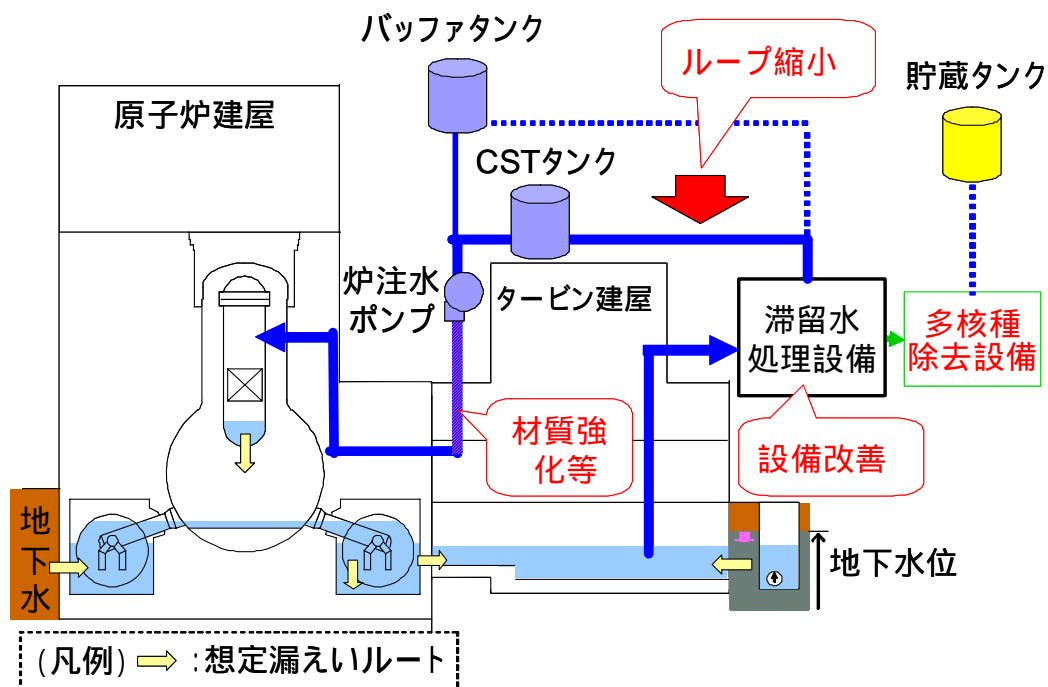 バッファタンク
ループ縮小
貯蔵タンク
原子炉建屋
CSTタンク
炉注水
ポンプ
タービン建屋
滞留水
処理設備
多核種
除去設備
材質強
化等
設備改善
地
下
水
地下水位
(凡例) :想定漏えいルート